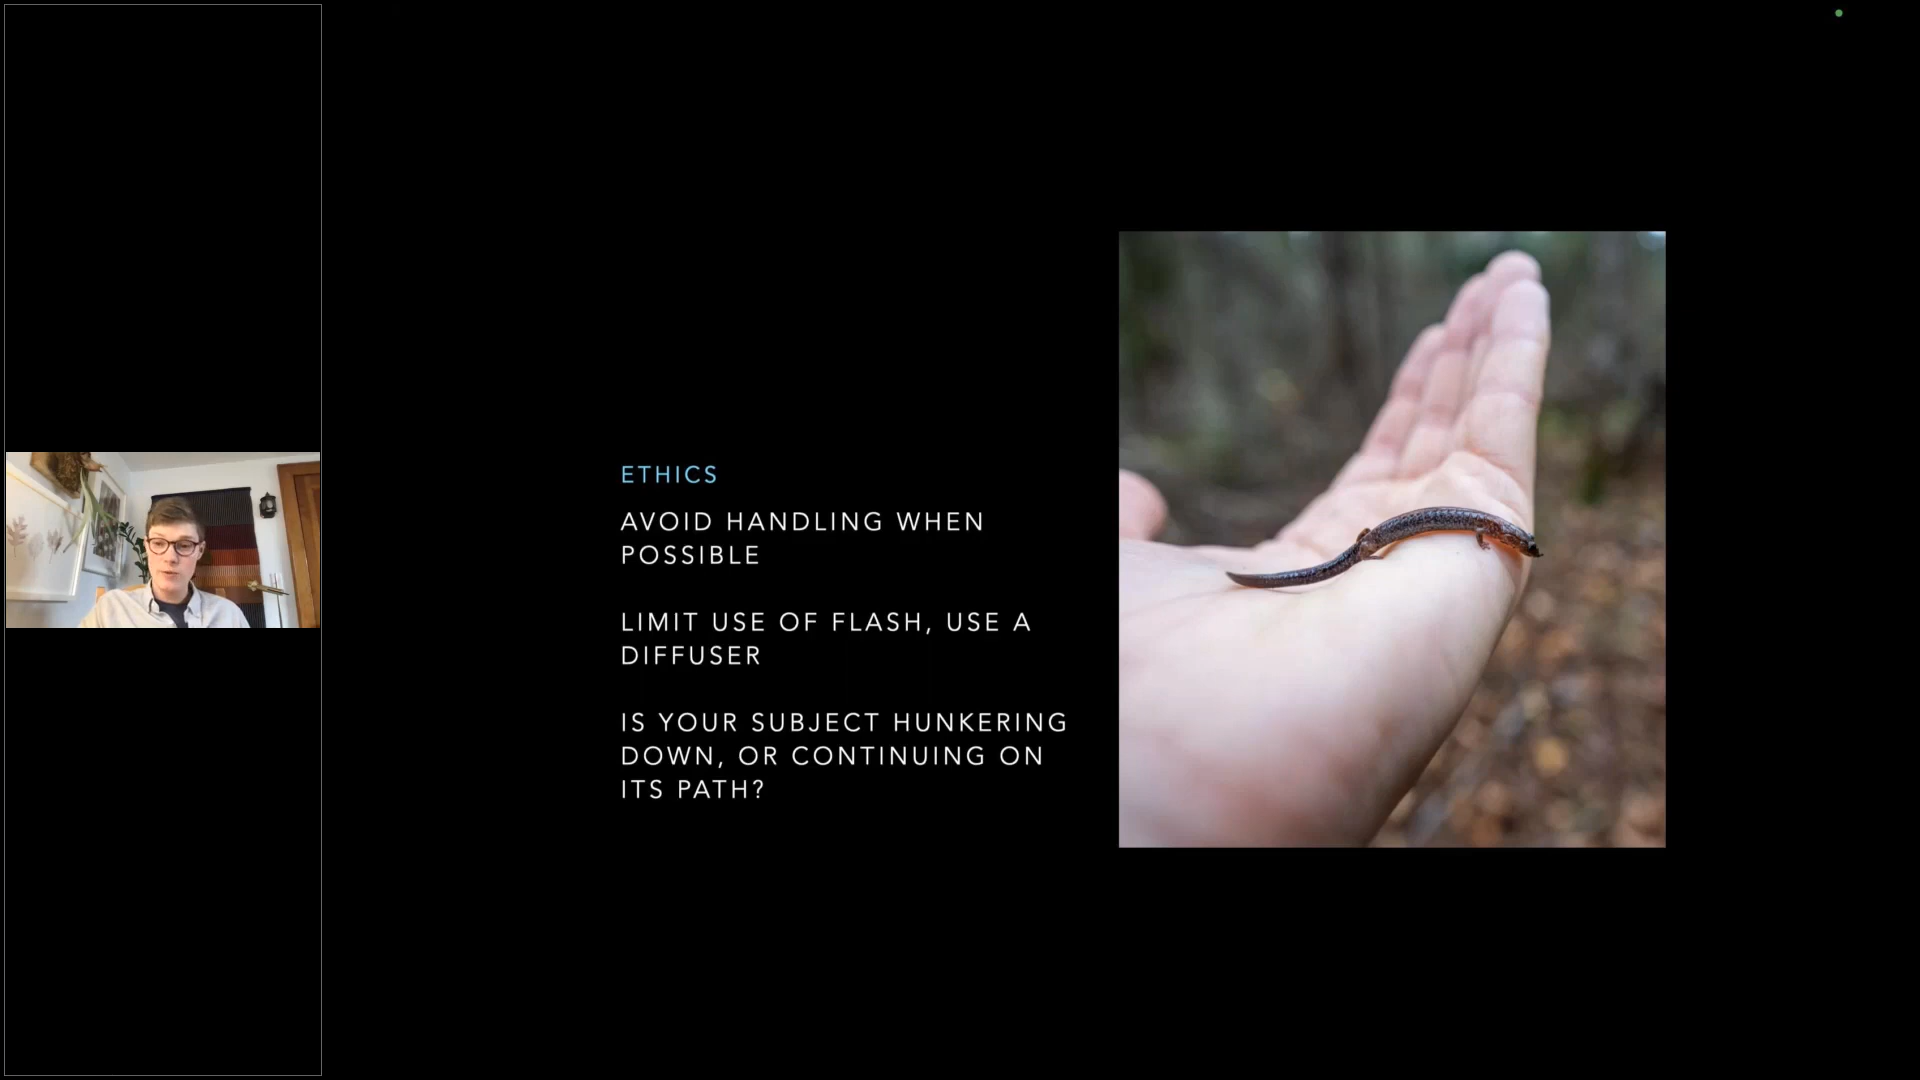 ETHICS
AVOID HANDLING WHEN
POSSIBLE
LIMIT USE OF FLASH, USE A
DIFFUSER
IS YOUR SUBJECT HUNKERING
DOWN, OR CONTINUING ON
ITS PATH?